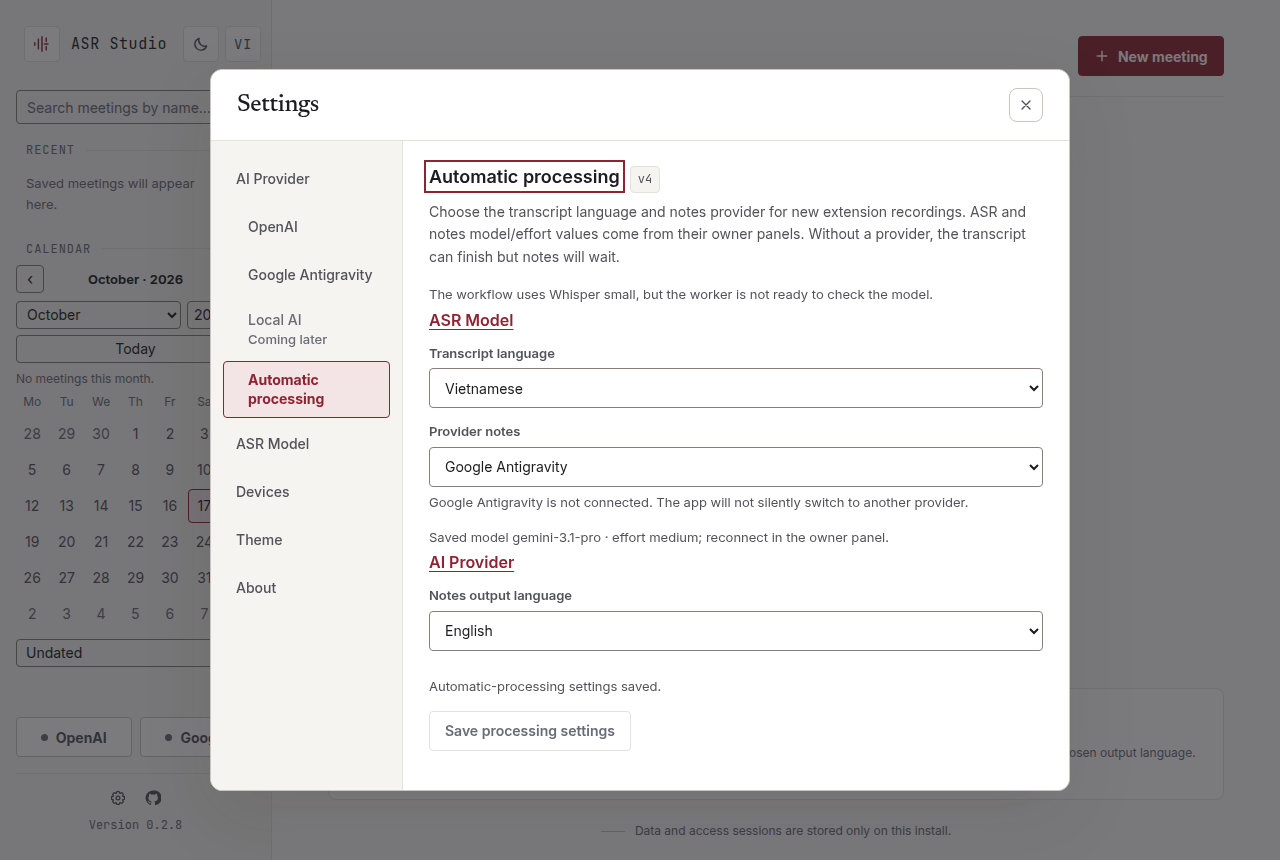 ASR Studio
VI
Search meetings by name...
RECENT
Saved meetings will appear
here.
CALENDAR
October · 2026
October
20
Today
No meetings this month.
Mo Tu We Th Fr Sa
28 29 30 1 2 3
5 6 7 8 9 10
12 13 14 15 16 17
19 20 21 22 23 24
26 27 28 29 30 31
2 3 4 5 6 7
Undated
OpenAI
Goog
Version 0.2.8
New meeting
Settings
AI Provider
OpenAI
Google Antigravity
Local AI
Coming later
Automatic
processing
ASR Model
Devices
Theme
About
Automatic processing v4
Choose the transcript language and notes provider for new extension recordings. ASR and
notes model/effort values come from their owner panels. Without a provider, the transcript
can finish but notes will wait.
The workflow uses Whisper small, but the worker is not ready to check the model.
ASR Model
Transcript language
Vietnamese
Provider notes
Google Antigravity
Google Antigravity is not connected. The app will not silently switch to another provider.
Saved model gemini-3.1-pro · effort medium; reconnect in the owner panel.
AI Provider
Notes output language
English
Automatic-processing settings saved.
Save processing settings
osen output language.
Data and access sessions are stored only on this install.